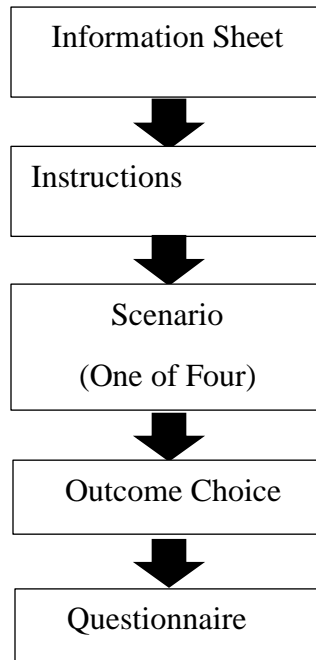 Information Sheet
Instructions
Scenario
(One of Four)
Outcome Choice
Questionnaire